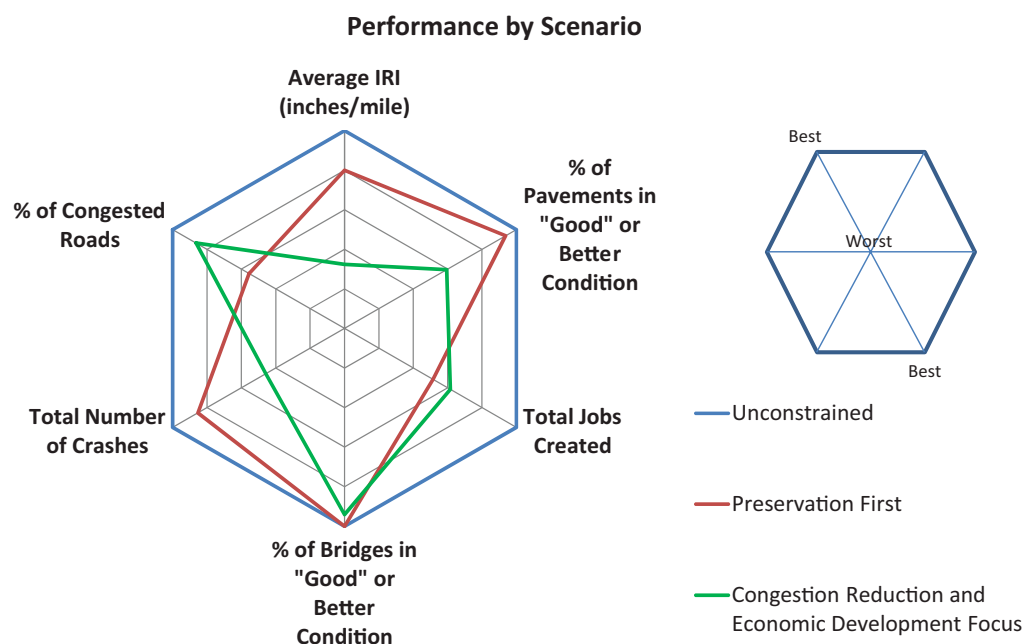 Performance by Scenario
Average IRI
(inches/mile)
% of
Pavements in
"Good" or
Better
Condition
% of Congested
Roads
Total Number
of Crashes
Total Jobs
Created
% of Bridges in
"Good" or
Better
Condition
Best
Worst
Best
Unconstrained
Preservation First
Congestion Reduction and
Economic Development Focus